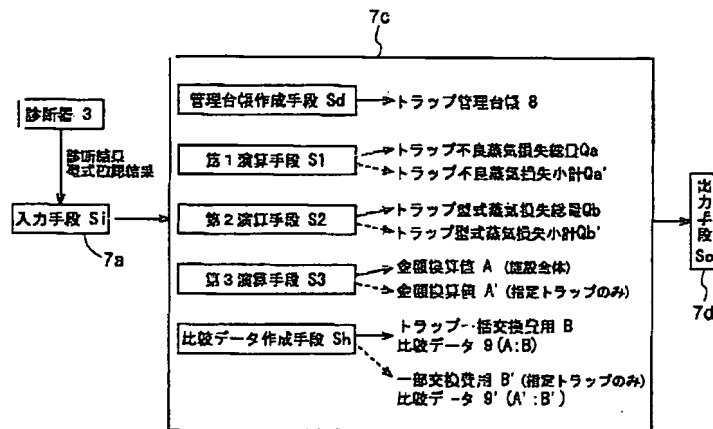 7c
診断器 3
診断結果
型式確認結果
入力手段 Si
7a
管理台帳作成手段 Sd
トラップ管理台帳 8
第1演算手段 S1
トラップ不良蒸気損失総量Qa
トラップ不良蒸気損失小計Qa'
第2演算手段 S2
トラップ型式蒸気損失総量Qb
トラップ型式蒸気損失小計Qb'
第3演算手段 S3
金額換算値 A (施設全体)
金額換算値 A' (指定トラップのみ)
比較データ作成手段 Sh
トラップ一括交換費用 B
比較データ 9(A:B)
一部交換費用 B' (指定トラップのみ)
比較データ 9'(A':B')
出力手段 So
7d